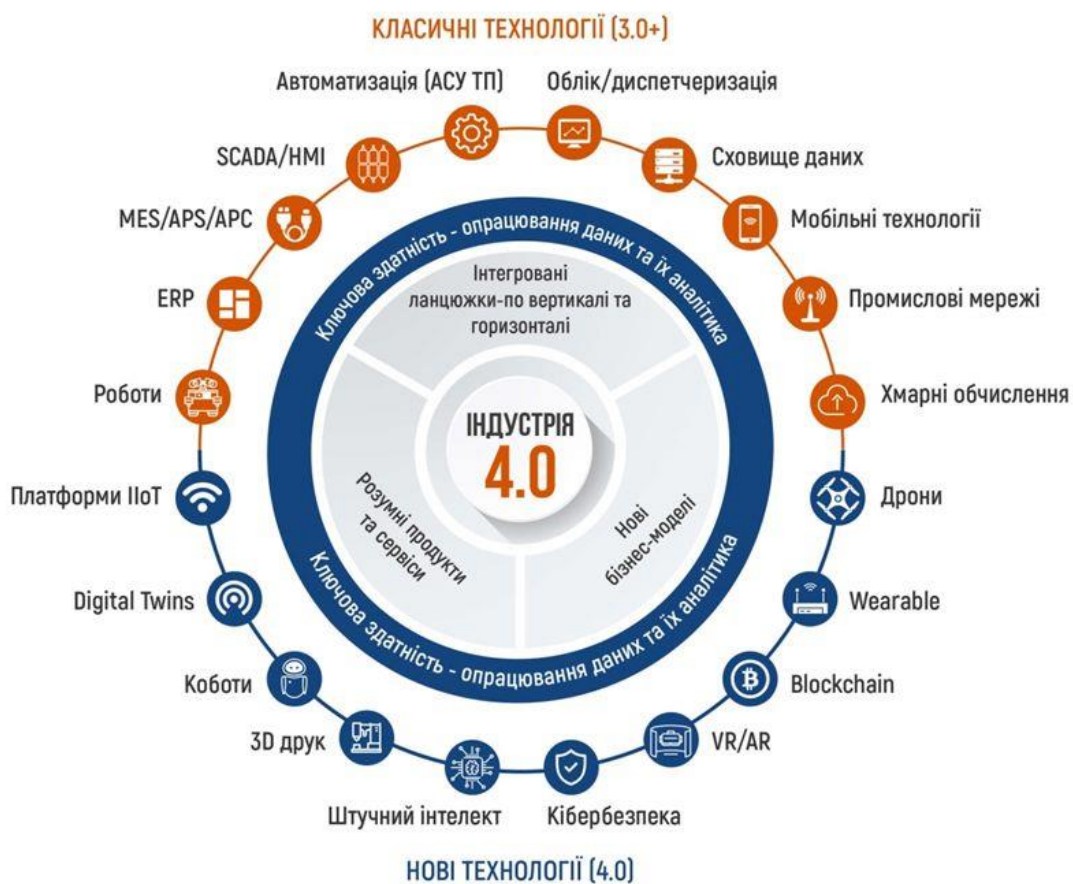 КЛАСИЧНІ ТЕХНОЛОГІЇ (3.0+)
Автоматизація (АСУ ТП)
Облік/диспетчеризація
SCADA/HMI
Сховище даних
MES/APS/APC
Мобільні технології
ERP
Промислові мережі
Роботи
Хмарні обчислення
Ключова здатність - опрацювання даних та їх аналітика
Інтегровані
ланцюжки-по вертикалі та
горизонталі
ІНДУСТРІЯ
4.0
Розумні продукти
та сервіси
Нові
бізнес-моделі
Ключова здатність - опрацювання даних та їх аналітика
Платформи IIoT
Дрони
Digital Twins
Wearable
Коботи
Blockchain
3D друк
VR/AR
Штучний інтелект
Кібербезпека
НОВІ ТЕХНОЛОГІЇ (4.0)